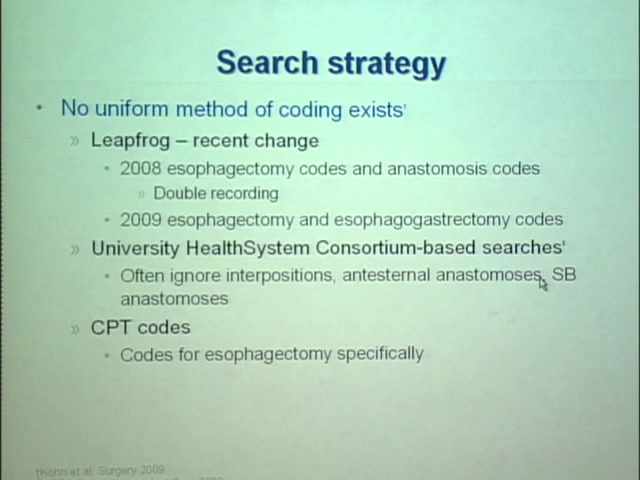 Search strategy
• No uniform method of coding exists†
» Leapfrog – recent change
• 2008 esophagectomy codes and anastomosis codes
» Double recording
• 2009 esophagectomy and esophagogastrectomy codes
» University HealthSystem Consortium-based searches
• Often ignore interpositions, antesternal anastomoses, SB
anastomoses
» CPT codes
• Codes for esophagectomy specifically
et al. Surgery 2009